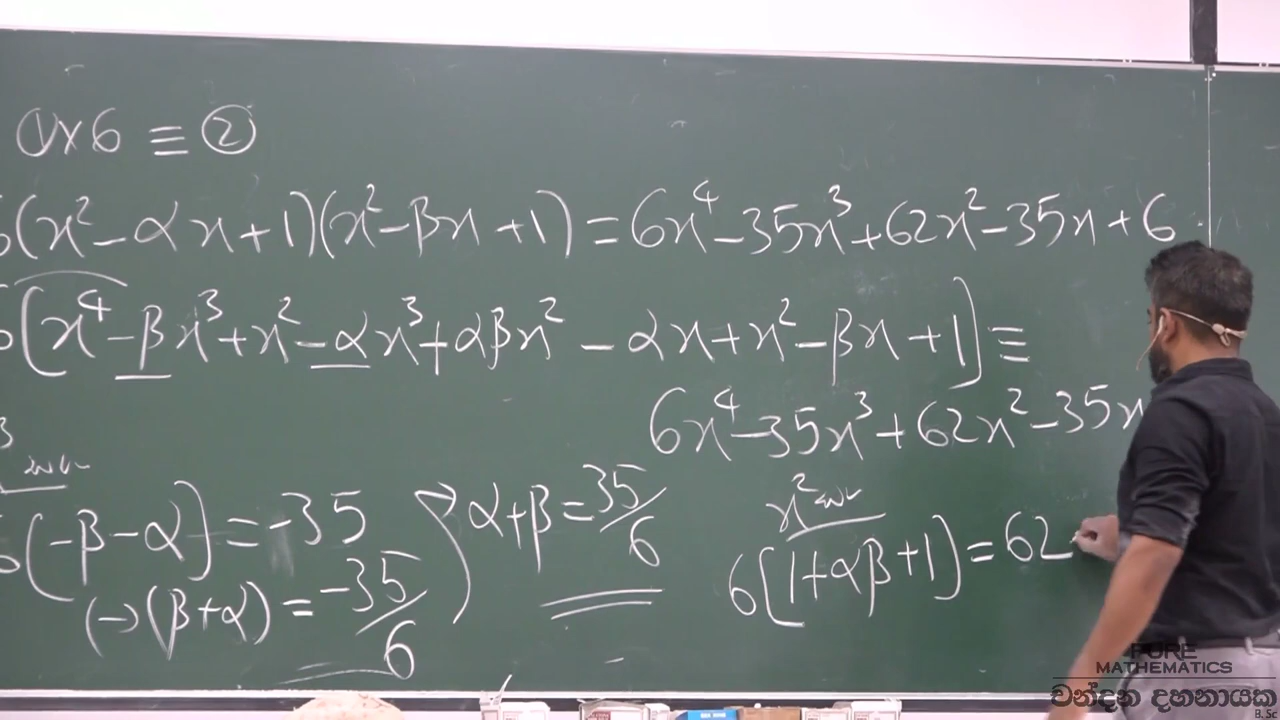 ① × 6 ≡ ②
6(x² - αx + 1)(x² - βx + 1) = 6x⁴ - 35x³ + 62x² - 35x + 6
6[x⁴ - βx³ + x² - αx³ + αβx² - αx + x² - βx + 1] ≡
6x⁴ - 35x³ + 62x² - 35x
6(-β - α) = -35
(-)(β + α) = -35/6
α + β = 35/6
x²
6[1 + αβ + 1] = 62
PURE
MATHEMATICS
චන්දන දහනායක
B.Sc